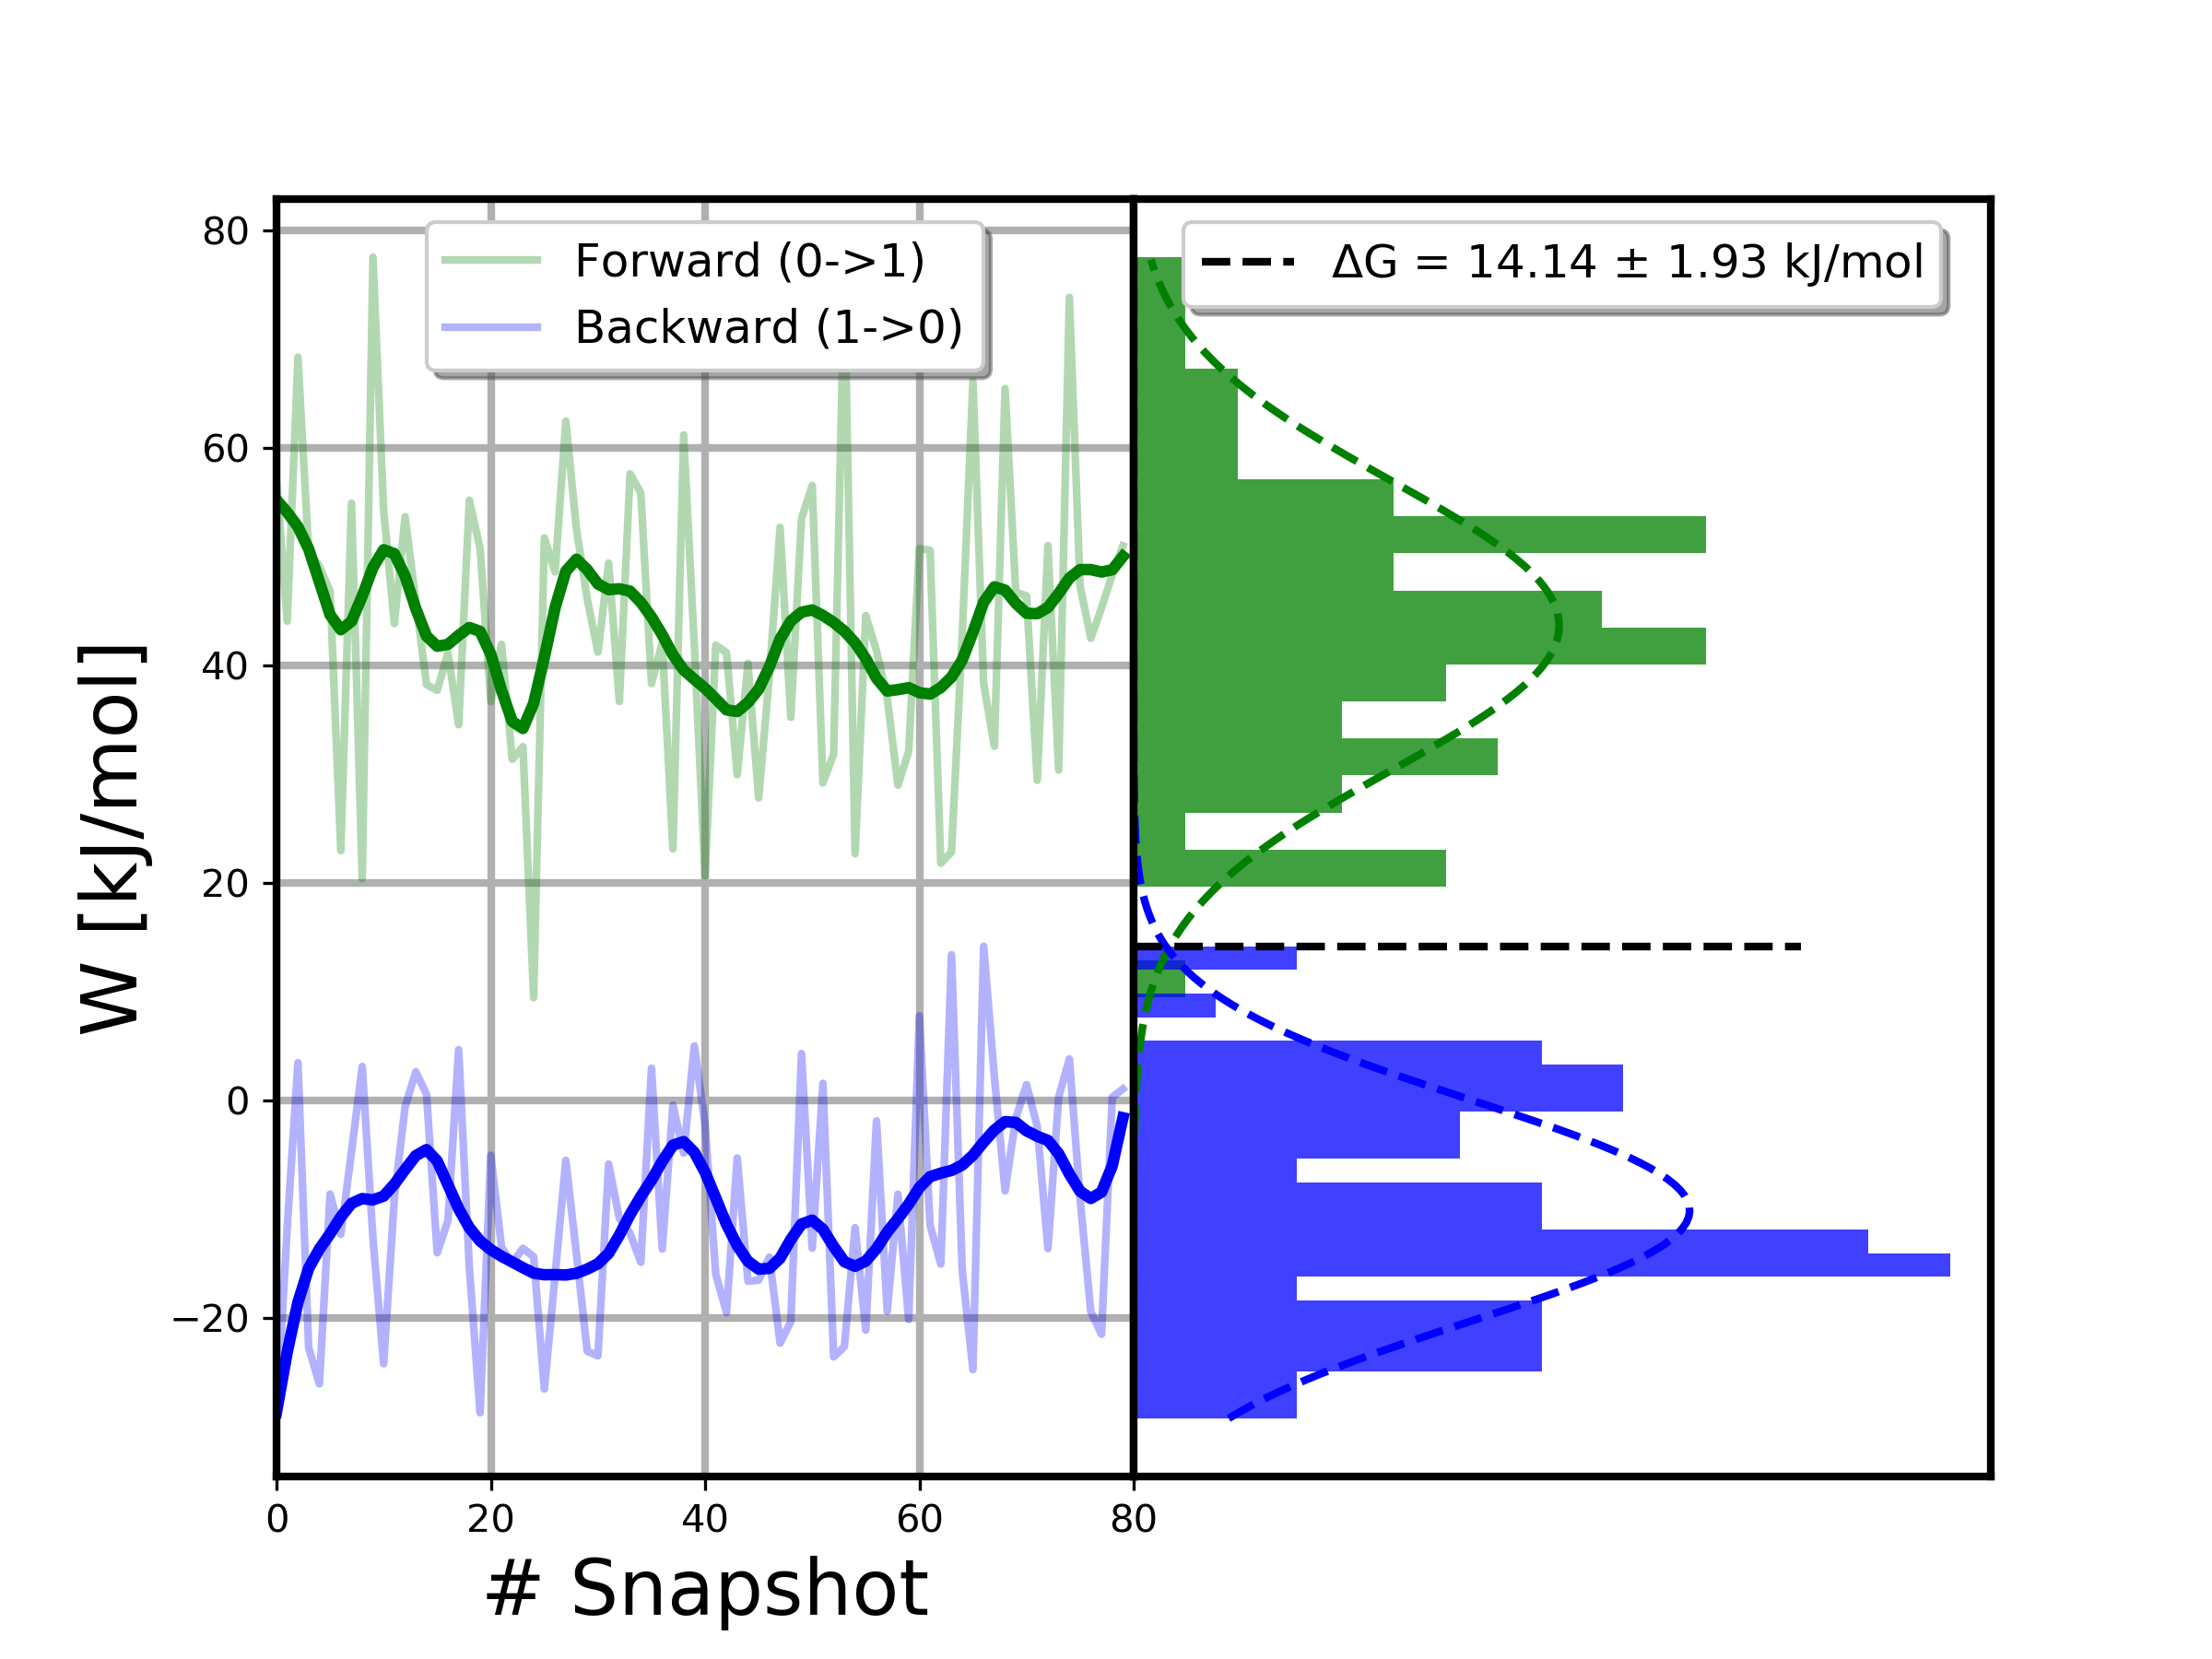 Forward (0->1)
Backward (1->0)
ΔG = 14.14 ± 1.93 kJ/mol
80
60
40
20
0
−20
W [kJ/mol]
0 20 40 60 80
# Snapshot